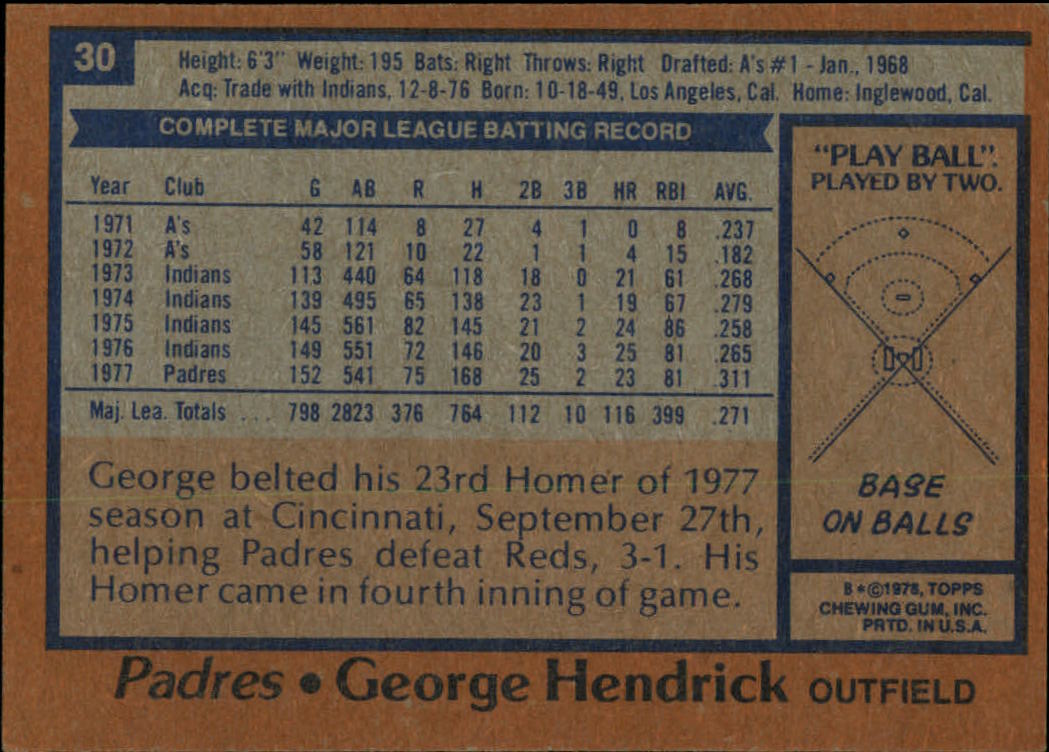 30
Height: 6'3" Weight: 195 Bats: Right Throws: Right Drafted: A's #1 - Jan., 1968
Acq: Trade with Indians, 12-8-76 Born: 10-18-49, Los Angeles, Cal. Home: Inglewood, Cal.
COMPLETE MAJOR LEAGUE BATTING RECORD
Year Club G AB R H 2B 3B HR RBI AVG.
1971 A's 42 114 8 27 4 1 0 8 .237
1972 A's 58 121 10 22 1 1 4 15 .182
1973 Indians 113 440 64 118 18 0 21 61 .268
1974 Indians 139 495 65 138 23 1 19 67 .279
1975 Indians 145 561 82 145 21 2 24 86 .258
1976 Indians 149 551 72 146 20 3 25 81 .265
1977 Padres 152 541 75 168 25 2 23 81 .311
Maj. Lea. Totals ... 798 2823 376 764 112 10 116 399 .271
George belted his 23rd Homer of 1977
season at Cincinnati, September 27th,
helping Padres defeat Reds, 3-1. His
Homer came in fourth inning of game.
"PLAY BALL".
PLAYED BY TWO.
BASE
ON BALLS
B*©1978, TOPPS
CHEWING GUM, INC.
PRTD. IN U.S.A.
Padres • George Hendrick OUTFIELD